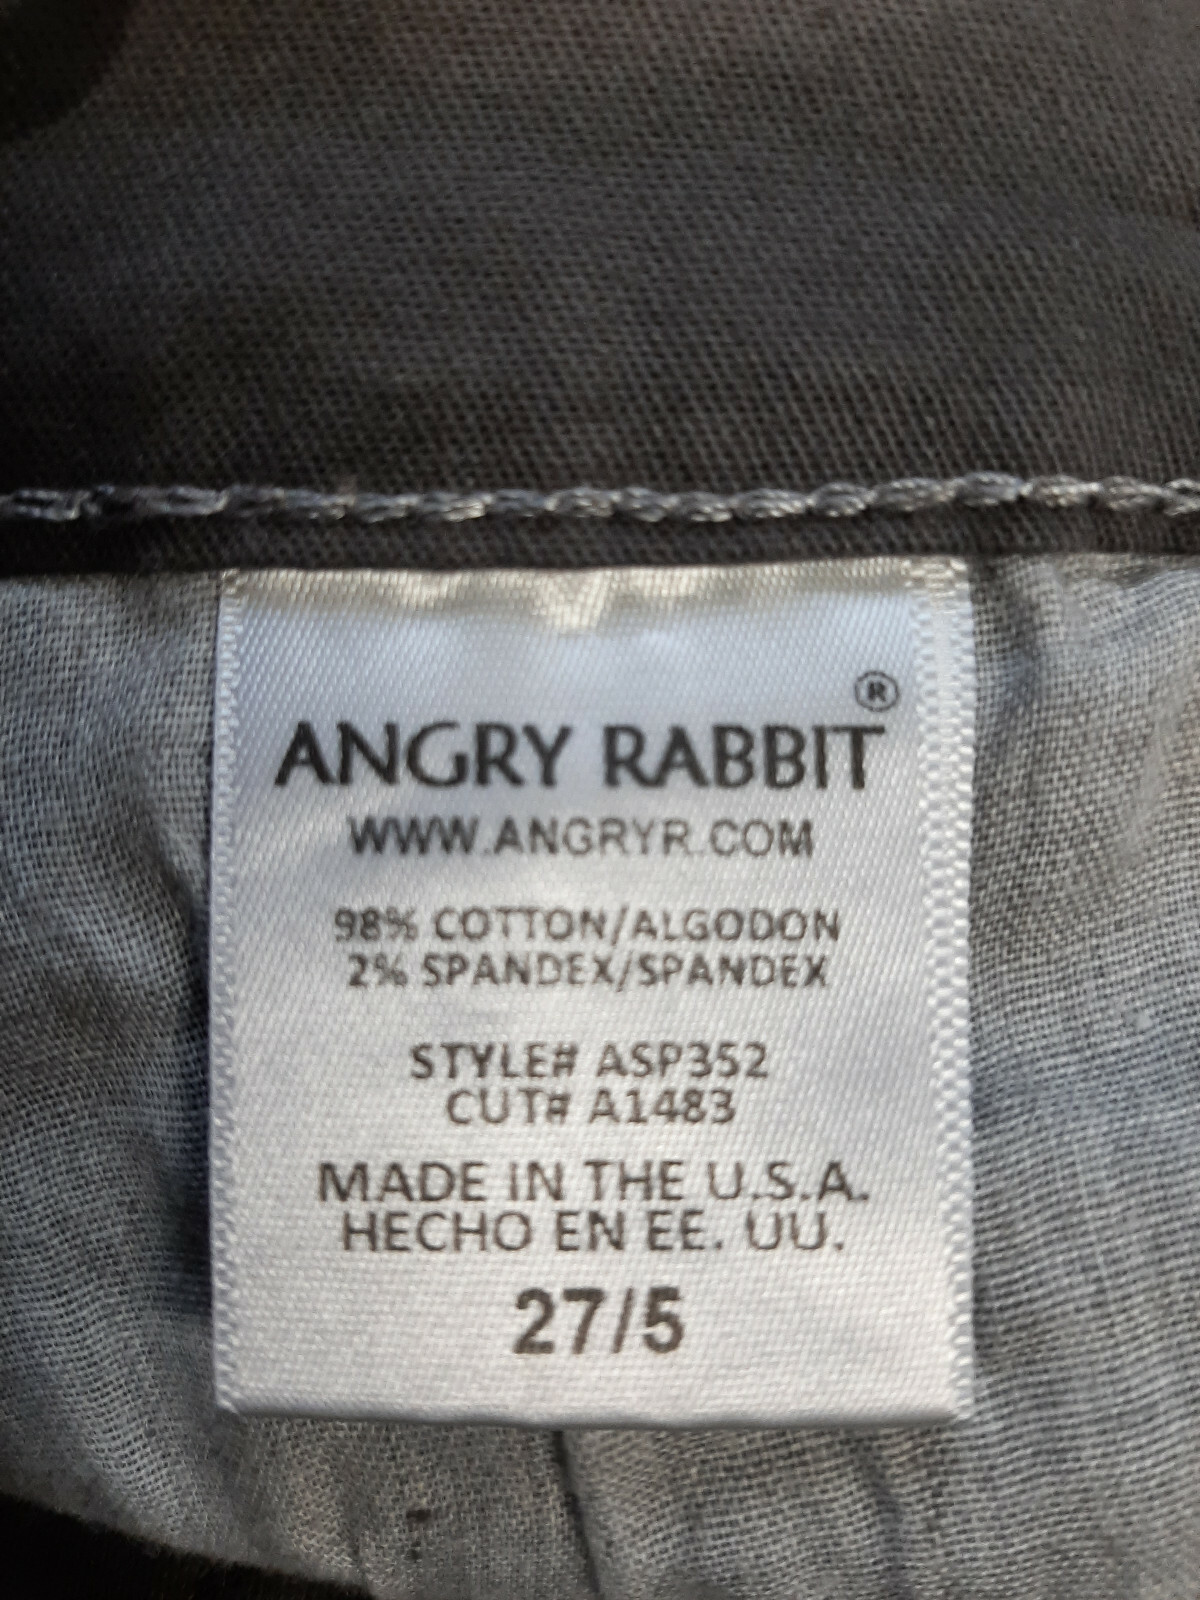 ANGRY RABBIT®
WWW.ANGRYR.COM
98% COTTON/ALGODON
2% SPANDEX/SPANDEX
STYLE# ASP352
CUT# A1483
MADE IN THE U.S.A.
HECHO EN EE. UU.
27/5